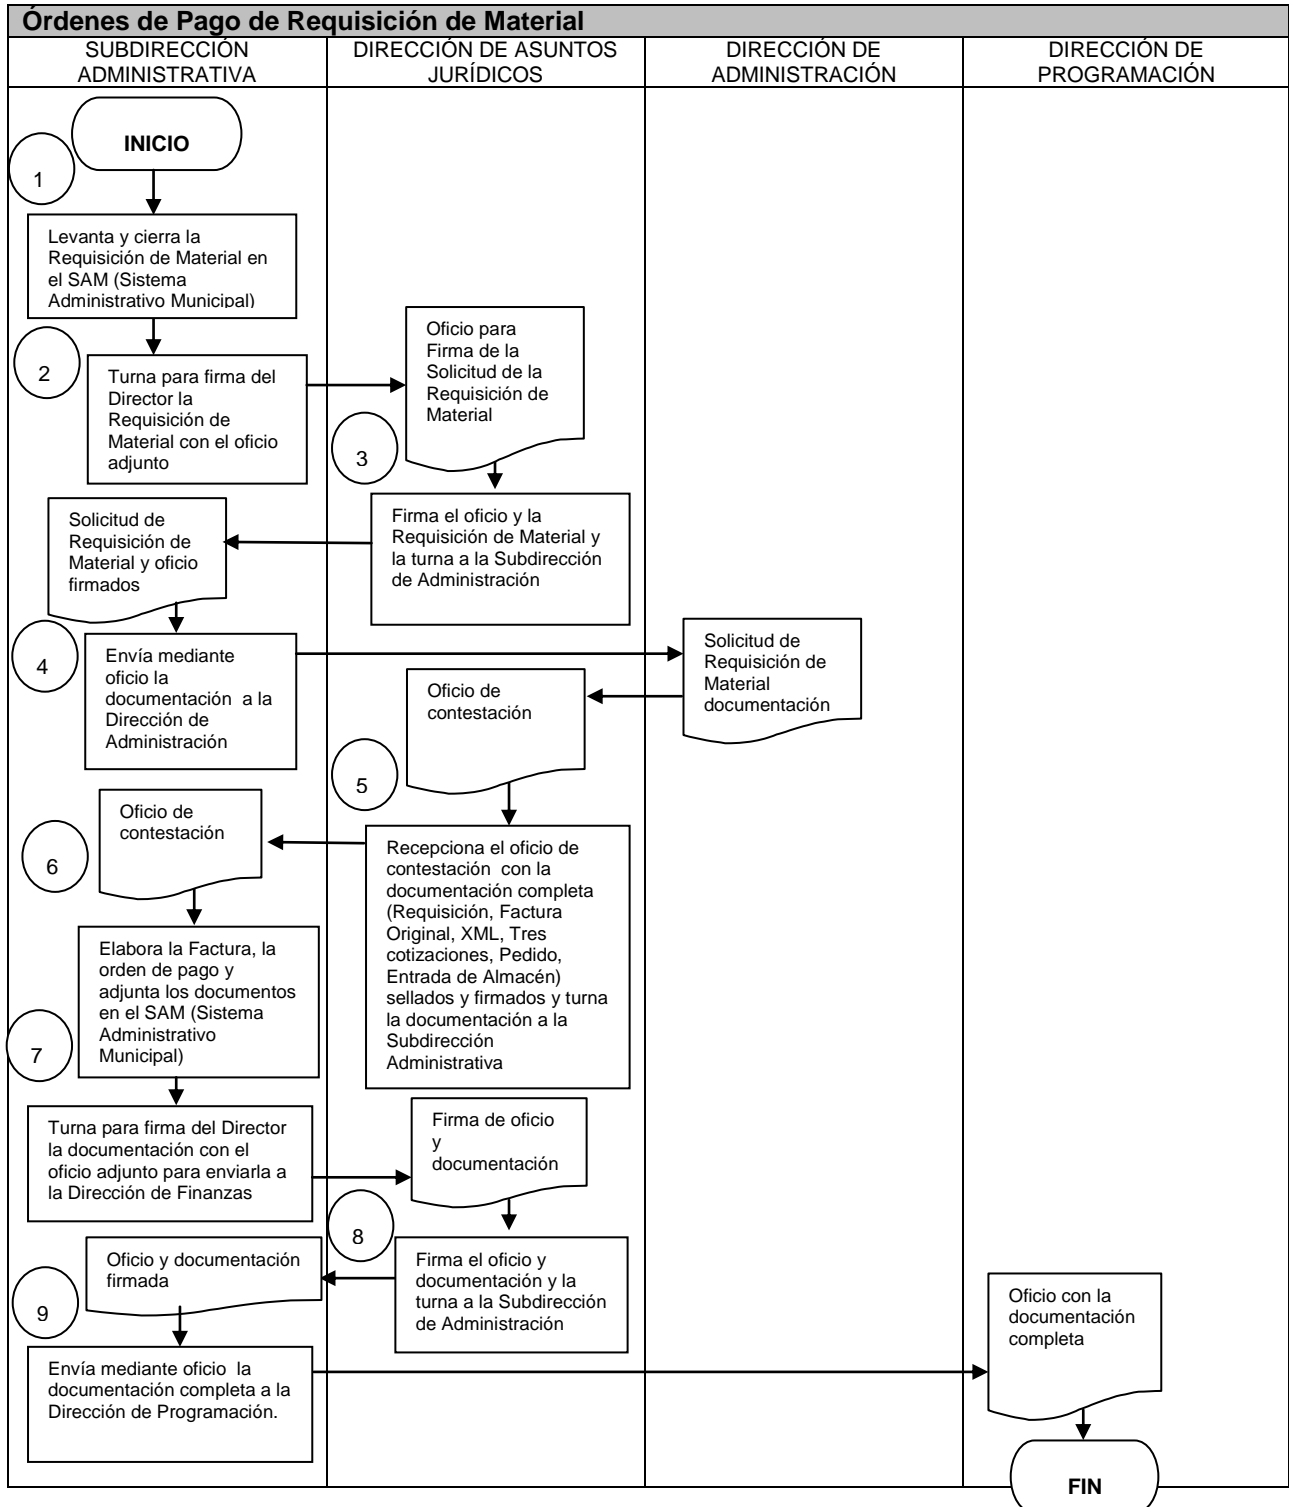 Órdenes de Pago de Requisición de Material
SUBDIRECCIÓN
ADMINISTRATIVA
DIRECCIÓN DE ASUNTOS
JURÍDICOS
DIRECCIÓN DE
ADMINISTRACIÓN
DIRECCIÓN DE
PROGRAMACIÓN
INICIO
1
Levanta y cierra la
Requisición de Material en
el SAM (Sistema
Administrativo Municipal)
2
Turna para firma del
Director la
Requisición de
Material con el oficio
adjunto
Oficio para
Firma de la
Solicitud de la
Requisición de
Material
3
Firma el oficio y la
Requisición de Material y
la turna a la Subdirección
de Administración
Solicitud de
Requisición de
Material y oficio
firmados
4
Envía mediante
oficio la
documentación  a la
Dirección de
Administración
Solicitud de
Requisición de
Material
documentación
Oficio de
contestación
5
Recepciona el oficio de
contestación  con la
documentación completa
(Requisición, Factura
Original, XML, Tres
cotizaciones, Pedido,
Entrada de Almacén)
sellados y firmados y turna
la documentación a la
Subdirección
Administrativa
Oficio de
contestación
6
Elabora la Factura, la
orden de pago y
adjunta los documentos
en el SAM (Sistema
Administrativo
Municipal)
7
Turna para firma del Director
la documentación con el
oficio adjunto para enviarla a
la Dirección de Finanzas
Firma de oficio
y
documentación
8
Firma el oficio y
documentación y la
turna a la Subdirección
de Administración
Oficio y documentación
firmada
9
Envía mediante oficio  la
documentación completa a la
Dirección de Programación.
Oficio con la
documentación
completa
FIN